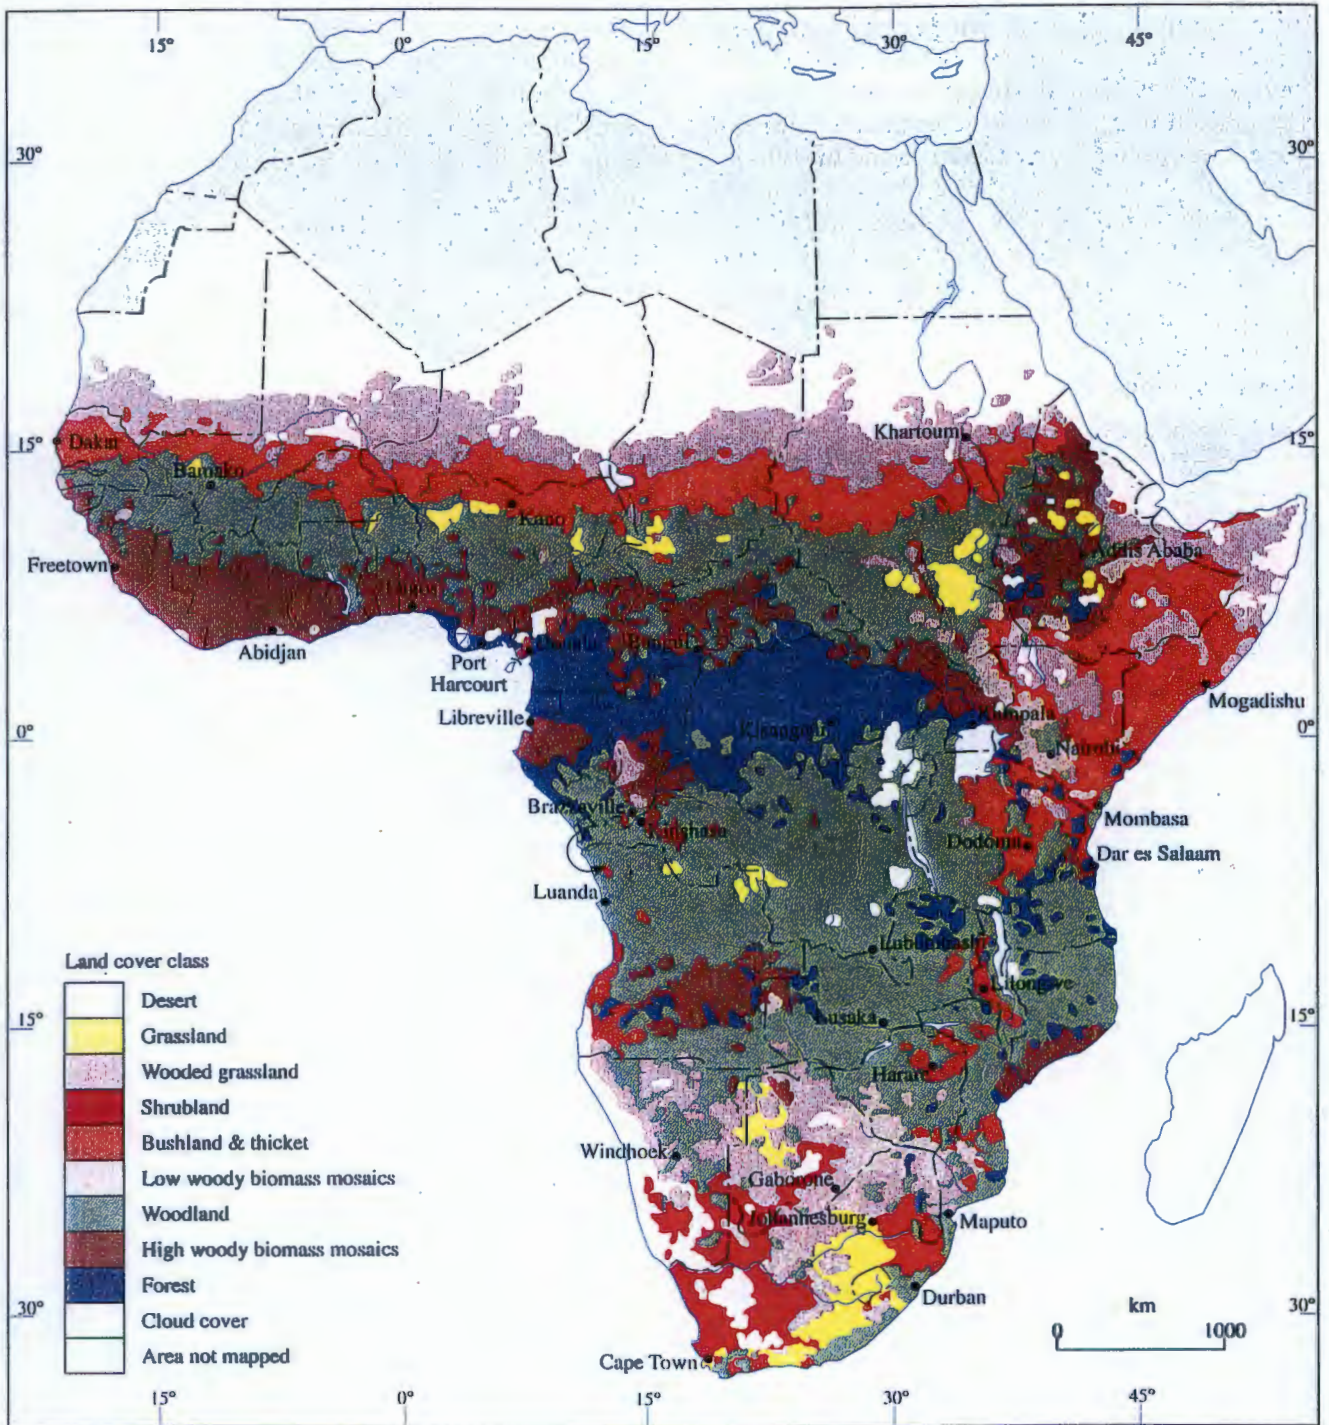 15° 0° 15° 30° 45°
30° 30°
Khartoum
15° Dakar 15°
Bamako
Kano
Addis Ababa
Freetown
Douala Bangui
Abidjan
Port
Harcourt
Mogadishu
Libreville Kampala
0° Kisangani 0°
Nairobi
Brazzaville Mombasa
Kinshasa
Dodoma Dar es Salaam
Luanda
Lubumbashi
Land cover class
Lilongwe
Desert
Lusaka
15° Grassland 15°
Wooded grassland Harare
Shrubland
Bushland & thicket Windhoek
Low woody biomass mosaics Gaborone
Woodland Johannesburg Maputo
High woody biomass mosaics
Forest Durban
30° 30°
Cloud cover km
0 1000
Area not mapped Cape Town
15° 0° 15° 30° 45°